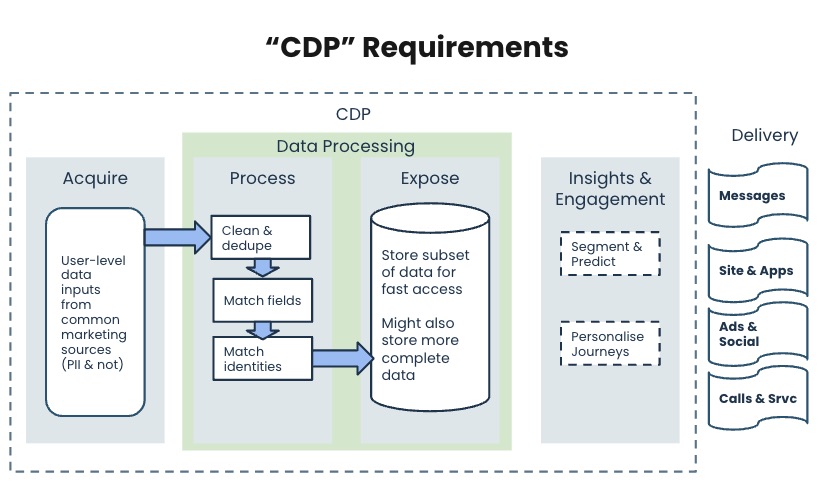 “CDP” Requirements
CDP
Data Processing
Acquire
User-level
data
inputs
from
common
marketing
sources
(PII & not)
Process
Clean &
dedupe
Match fields
Match
identities
Expose
Store subset
of data for
fast access
Might also
store more
complete
data
Insights &
Engagement
Segment &
Predict
Personalise
Journeys
Delivery
Messages
Site & Apps
Ads &
Social
Calls & Srvc